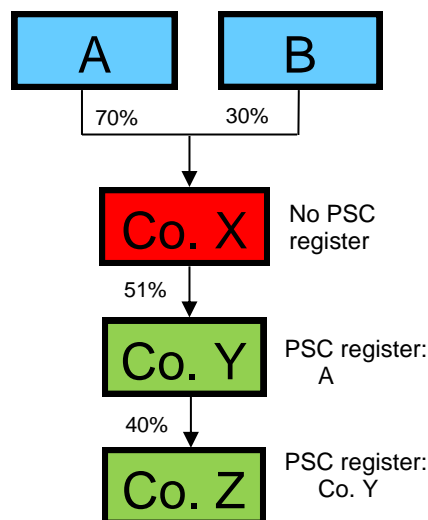 A
B
70%
30%
Co. X
No PSC
register
51%
Co. Y
PSC register:
A
40%
Co. Z
PSC register:
Co. Y